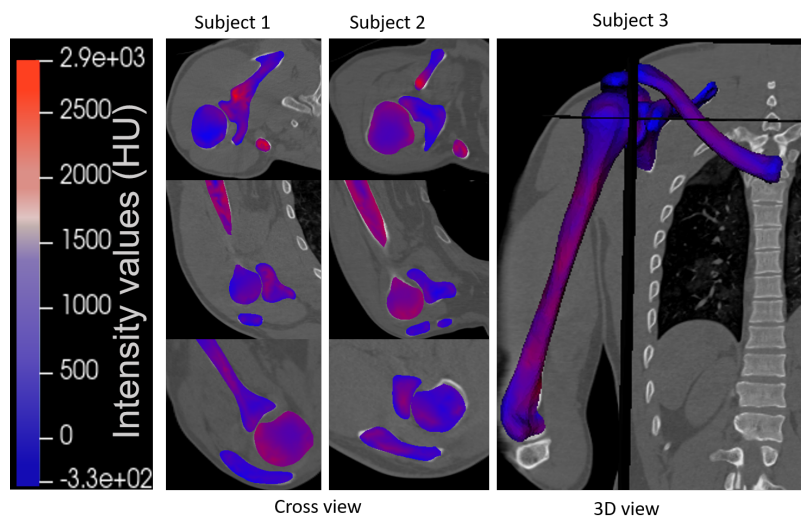 Subject 1
Subject 2
Subject 3
2.9e+03
2500
2000
1500
1000
500
0
-3.3e+02
Intensity values (HU)
Cross view
3D view